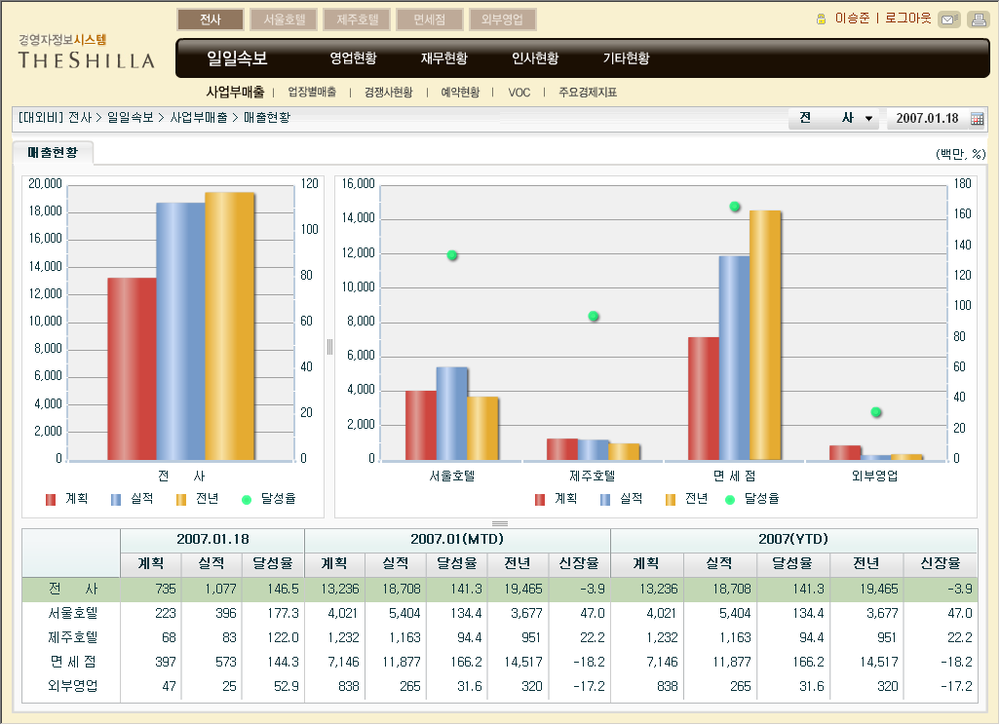 전사 서울호텔 제주호텔 면세점 외부영업
이승준 | 로그아웃
경영자정보시스템
THESHILLA
일일속보 영업현황 재무현황 인사현황 기타현황
사업부매출 | 업장별매출 | 경쟁사현황 | 예약현황 | VOC | 주요경제지표
[대외비] 전사 > 일일속보 > 사업부매출 > 매출현황
전 사 ▼ 2007.01.18
매출현황
(백만, %)
20,000 120
18,000
16,000 100
14,000
12,000 80
10,000 60
8,000
6,000 40
4,000 20
2,000
0 0
전 사
계획 실적 전년 달성율
16,000 180
14,000 160
12,000 140
10,000 120
8,000 100
6,000 80
4,000 60
2,000 40
20
0 0
서울호텔 제주호텔 면 세 점 외부영업
계획 실적 전년 달성율
2007.01.18 2007.01(MTD) 2007(YTD)
계획 실적 달성율 계획 실적 달성율 전년 신장율 계획 실적 달성율 전년 신장율
전 사 735 1,077 146.5 13,236 18,708 141.3 19,465 -3.9 13,236 18,708 141.3 19,465 -3.9
서울호텔 223 396 177.3 4,021 5,404 134.4 3,677 47.0 4,021 5,404 134.4 3,677 47.0
제주호텔 68 83 122.0 1,232 1,163 94.4 951 22.2 1,232 1,163 94.4 951 22.2
면 세 점 397 573 144.3 7,146 11,877 166.2 14,517 -18.2 7,146 11,877 166.2 14,517 -18.2
외부영업 47 25 52.9 838 265 31.6 320 -17.2 838 265 31.6 320 -17.2